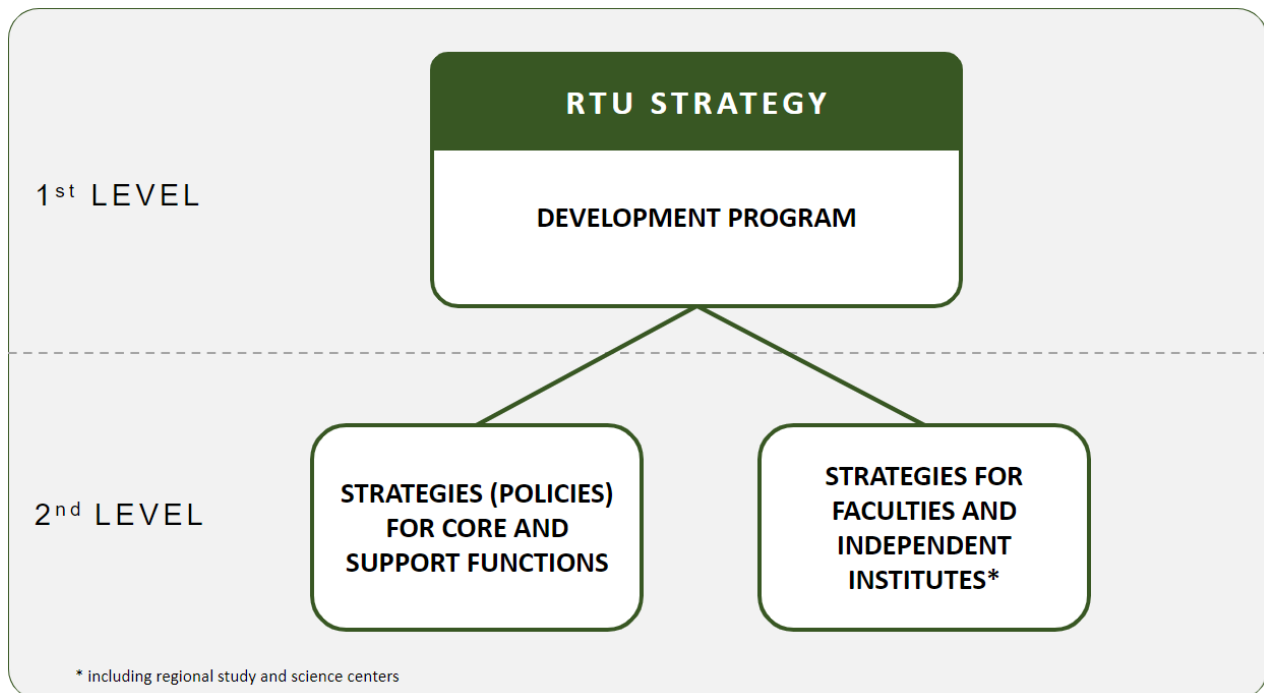 RTU STRATEGY
1st LEVEL
DEVELOPMENT PROGRAM
2nd LEVEL
STRATEGIES (POLICIES)
FOR CORE AND
SUPPORT FUNCTIONS
STRATEGIES FOR
FACULTIES AND
INDEPENDENT
INSTITUTES*
* including regional study and science centers